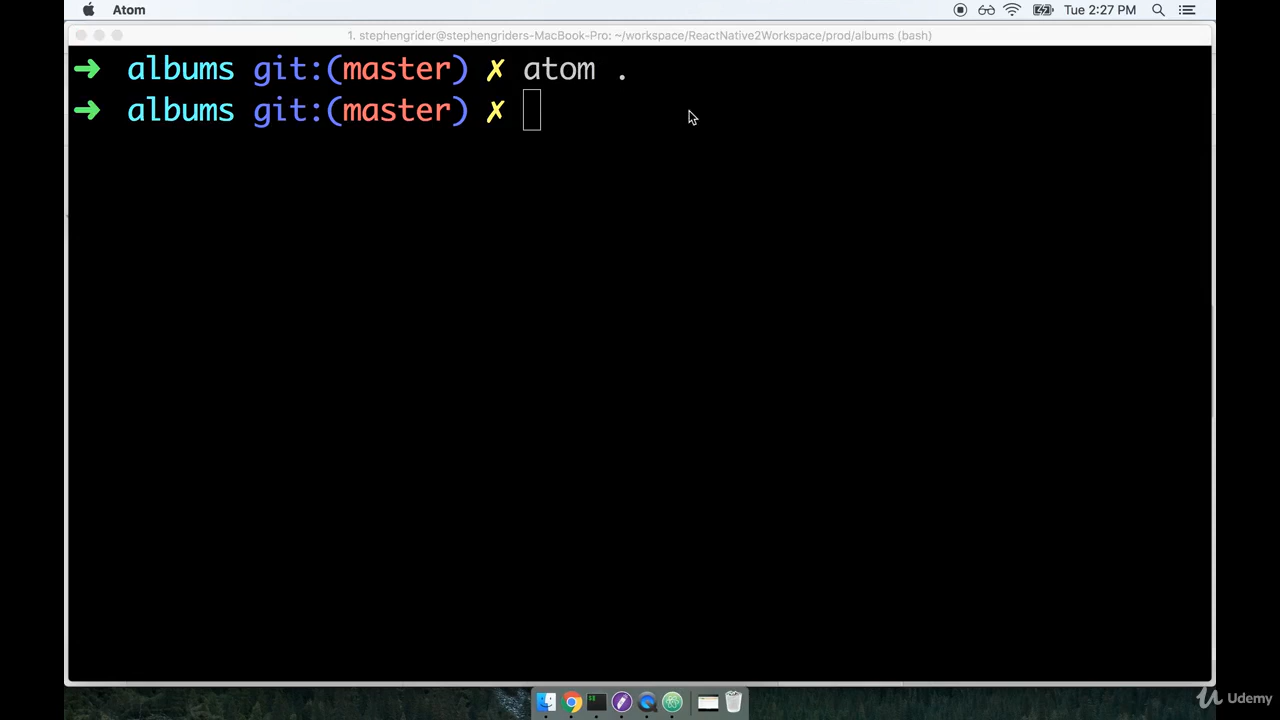 Atom
Tue 2:27 PM
1. stephengrider@stephengriders-MacBook-Pro: ~/workspace/ReactNative2Workspace/prod/albums (bash)
➜ albums git:(master) ✗ atom .
➜ albums git:(master) ✗
Udemy